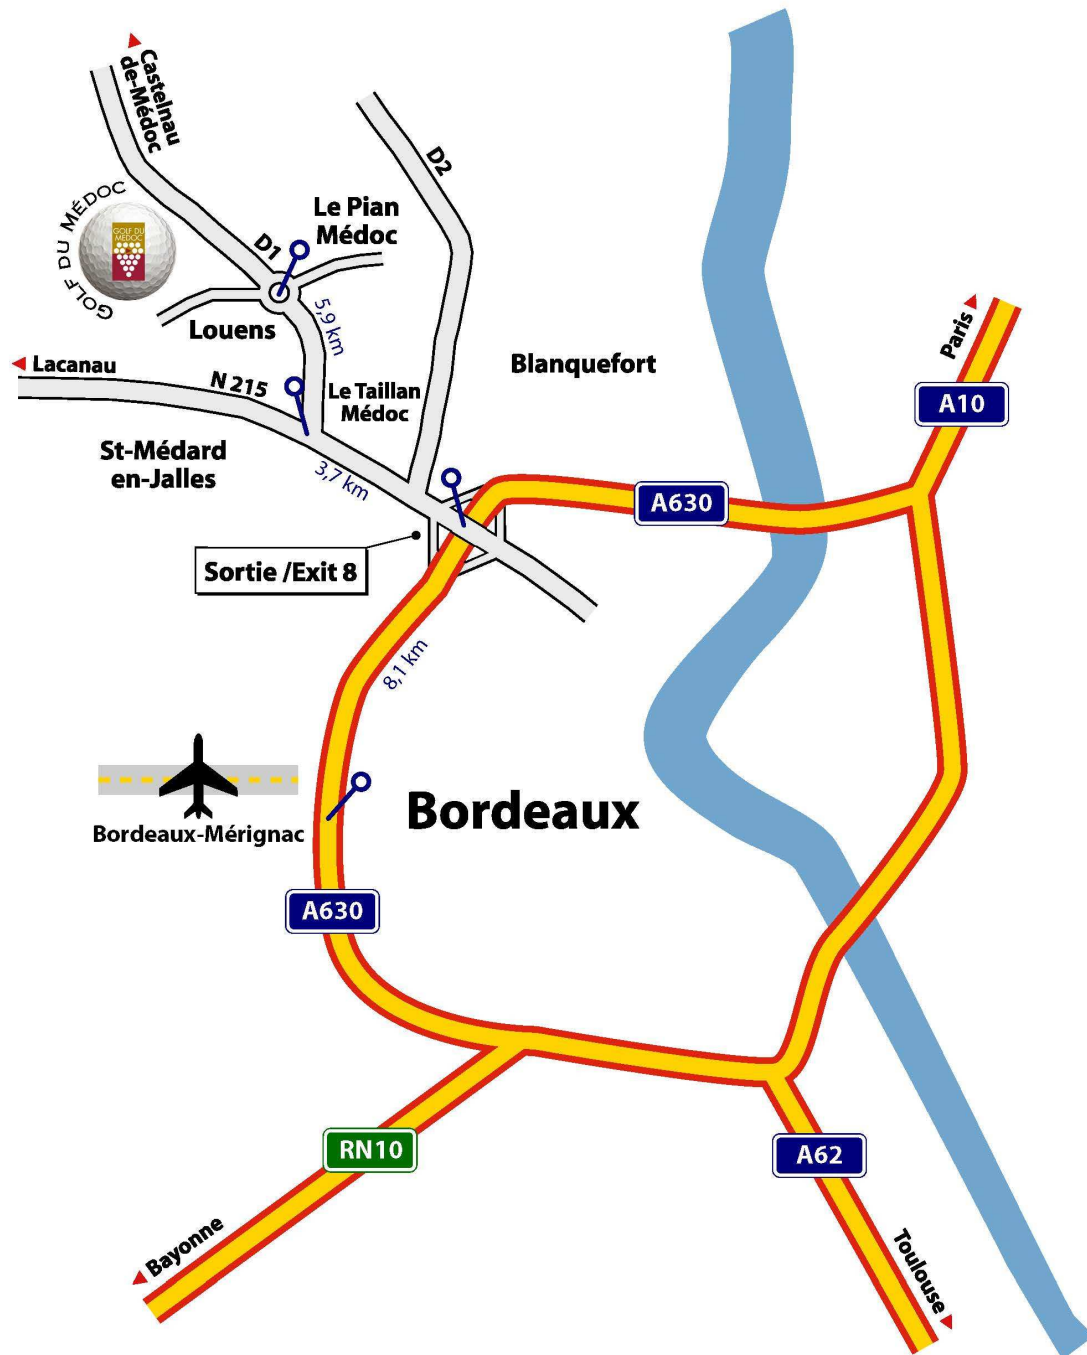 Castelnau
de-Médoc
D2
GOLF DU MÉDOC
GOLF DU
MEDOC
Le Pian
Médoc
D1
5,9 km
Louens
Paris
Lacanau
N 215
Le Taillan
Médoc
Blanquefort
A10
St-Médard
en-Jalles
3,7 km
A630
Sortie /Exit 8
8,1 km
Bordeaux
Bordeaux-Mérignac
A630
RN10
A62
Bayonne
Toulouse